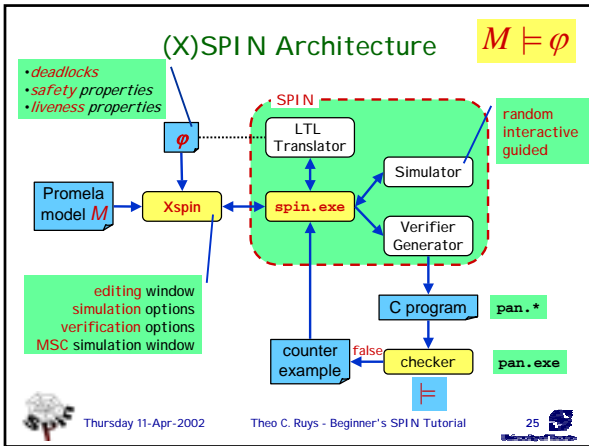 (X)SPIN Architecture
M ⊨ φ
•deadlocks
•safety properties
•liveness properties
SPIN
random
interactive
guided
φ
LTL
Translator
Simulator
Promela
model M
Xspin
spin.exe
Verifier
Generator
editing window
simulation options
verification options
MSC simulation window
C program
pan.*
counter
example
false
checker
pan.exe
⊨
Thursday 11-Apr-2002
Theo C. Ruys - Beginner's SPIN Tutorial
25